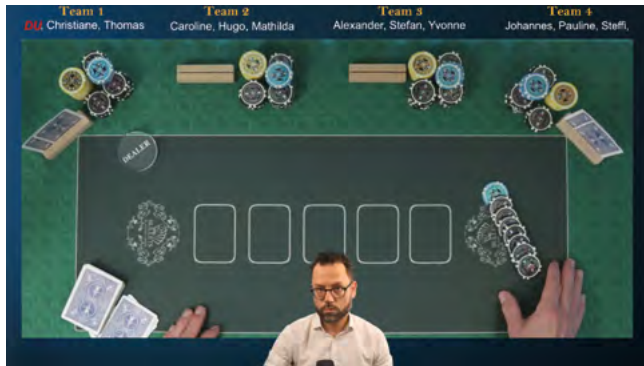 Team 1
Team 2
Team 3
Team 4
DU, Christiane, Thomas
Caroline, Hugo, Mathilda
Alexander, Stefan, Yvonne
Johannes, Pauline, Steffi,
DEALER